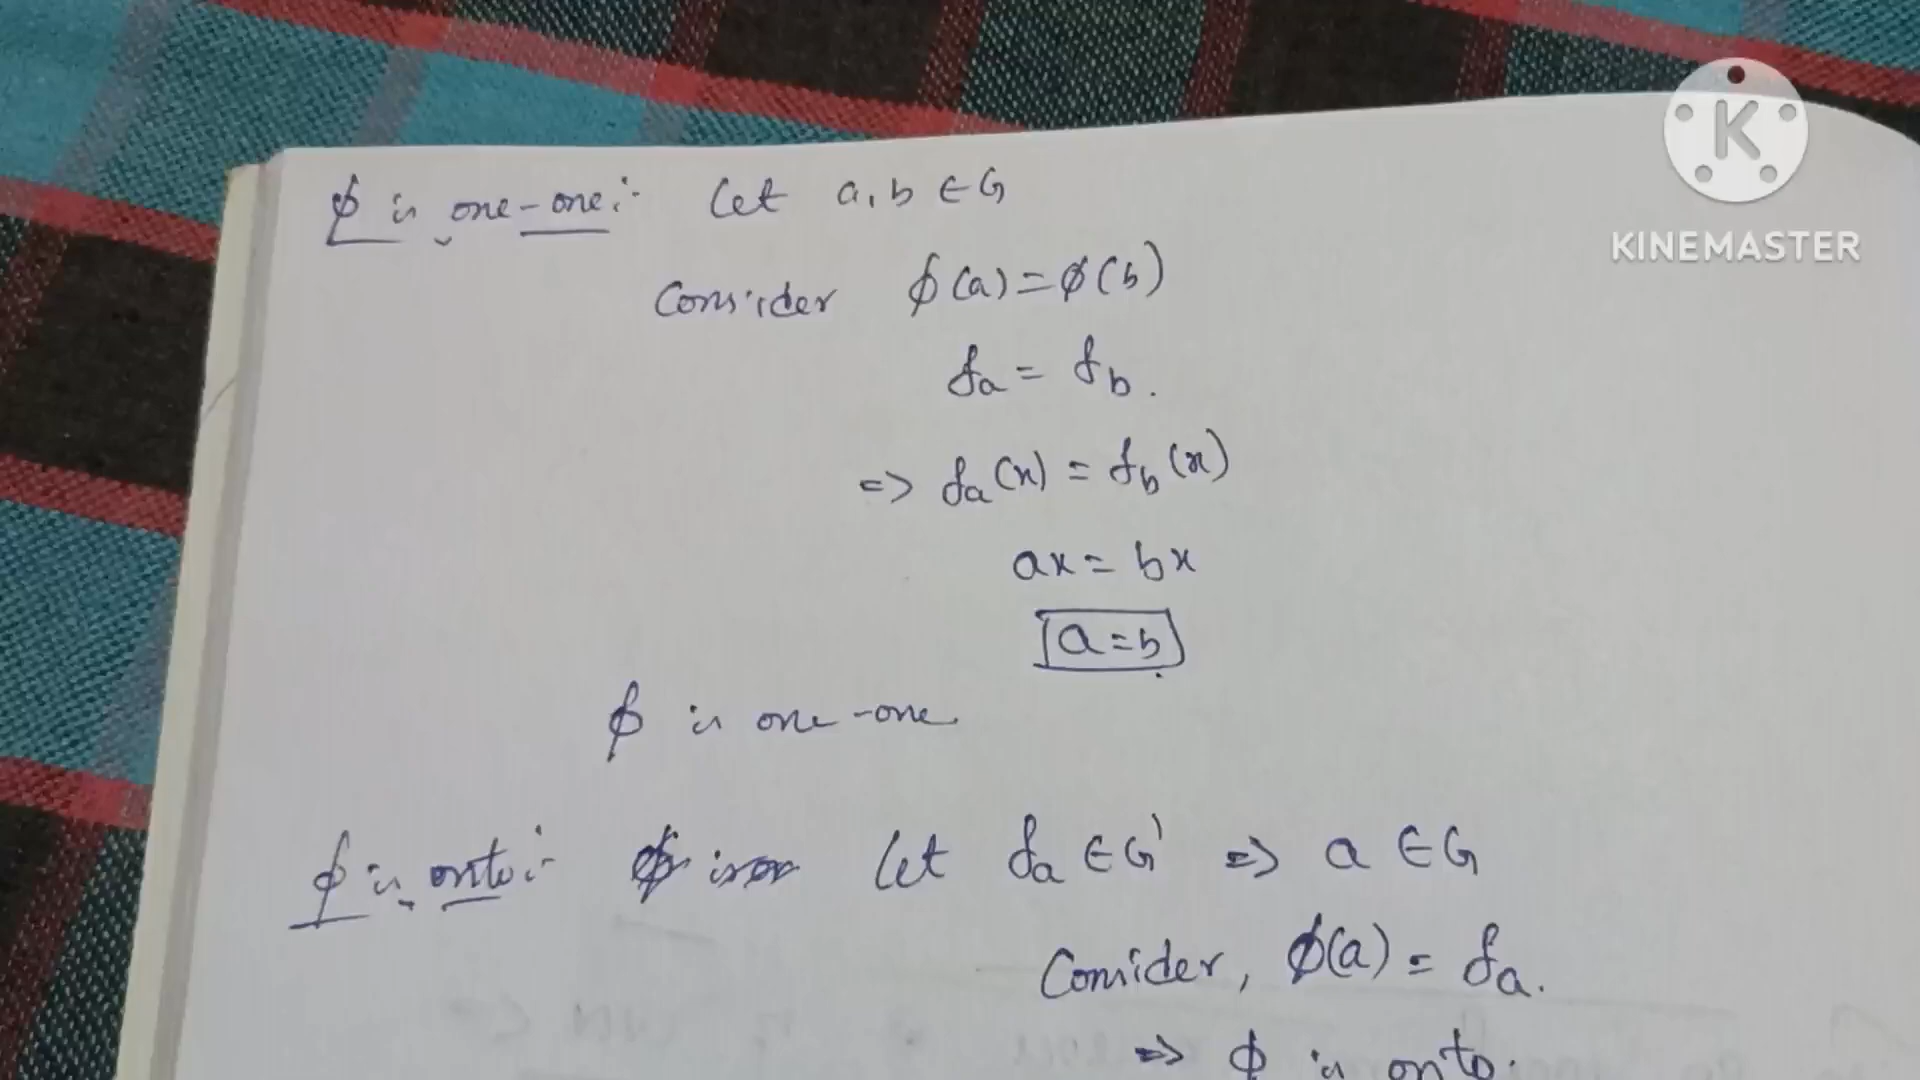 ϕ is one-one:- Let a, b ∈ G
Consider ϕ(a) = ϕ(b)
fa = fb.
=> fa(x) = fb(x)
ax = bx
a = b
ϕ is one-one
ϕ is onto:- Let fa ∈ G' => a ∈ G
Consider, ϕ(a) = fa.
=> ϕ is onto.
K
KINEMASTER